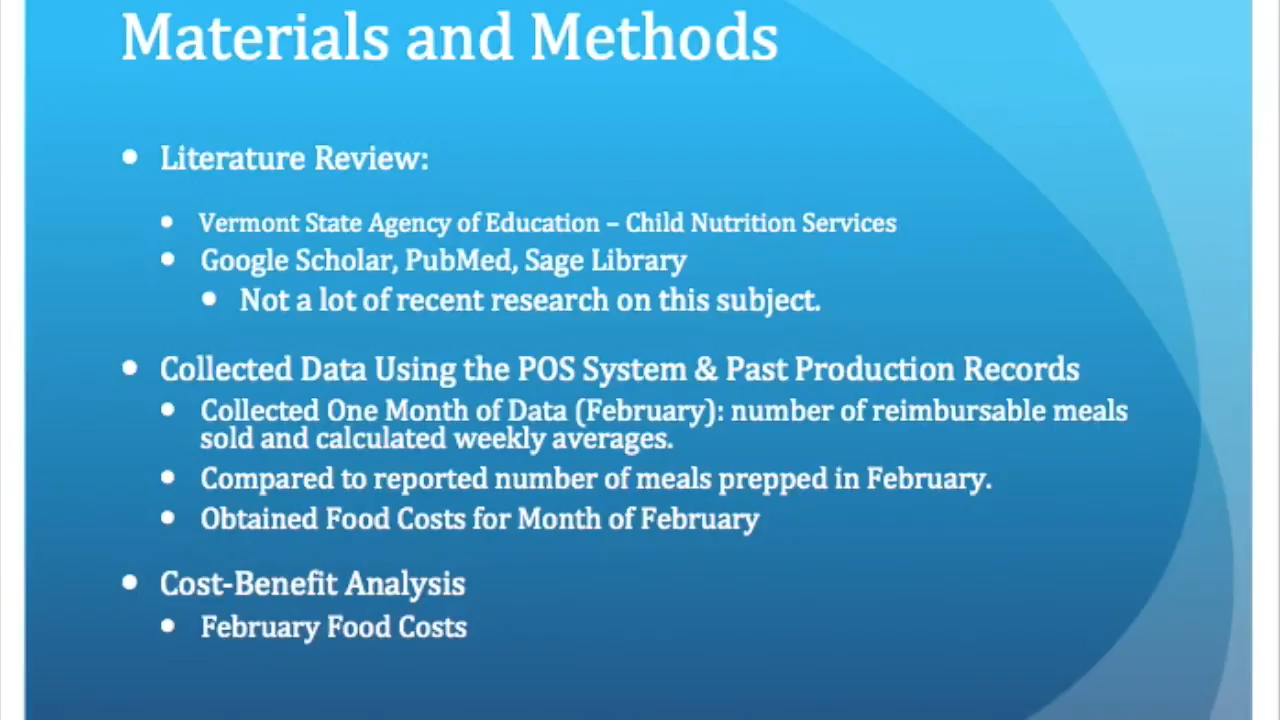 Materials and Methods
• Literature Review:
• Vermont State Agency of Education – Child Nutrition Services
• Google Scholar, PubMed, Sage Library
• Not a lot of recent research on this subject.
• Collected Data Using the POS System & Past Production Records
• Collected One Month of Data (February): number of reimbursable meals
sold and calculated weekly averages.
• Compared to reported number of meals prepped in February.
• Obtained Food Costs for Month of February
• Cost-Benefit Analysis
• February Food Costs